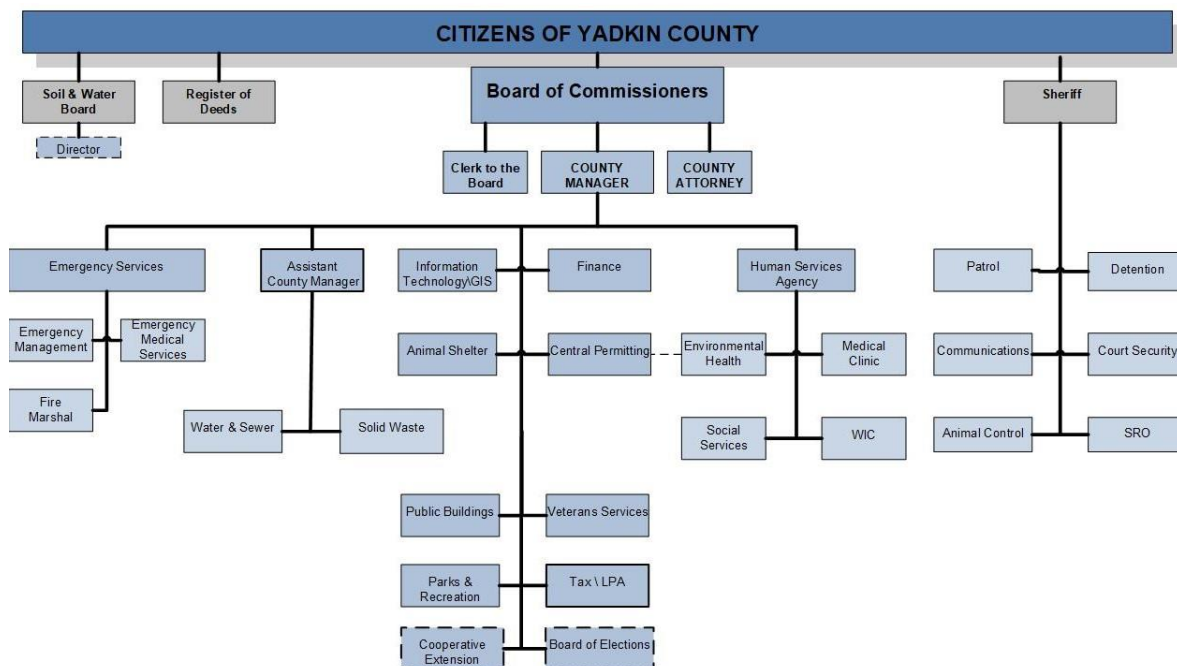 CITIZENS OF YADKIN COUNTY
Soil & Water
Board
Register of
Deeds
Board of Commissioners
Sheriff
Director
Clerk to the
Board
COUNTY
MANAGER
COUNTY
ATTORNEY
Emergency Services
Assistant
County Manager
Information
Technology\GIS
Finance
Human Services
Agency
Patrol
Detention
Emergency
Management
Emergency
Medical
Services
Animal Shelter
Central Permitting
Environmental
Health
Medical
Clinic
Communications
Court Security
Fire
Marshal
Water & Sewer
Solid Waste
Social
Services
WIC
Animal Control
SRO
Public Buildings
Veterans Services
Parks &
Recreation
Tax \ LPA
Cooperative
Extension
Board of Elections